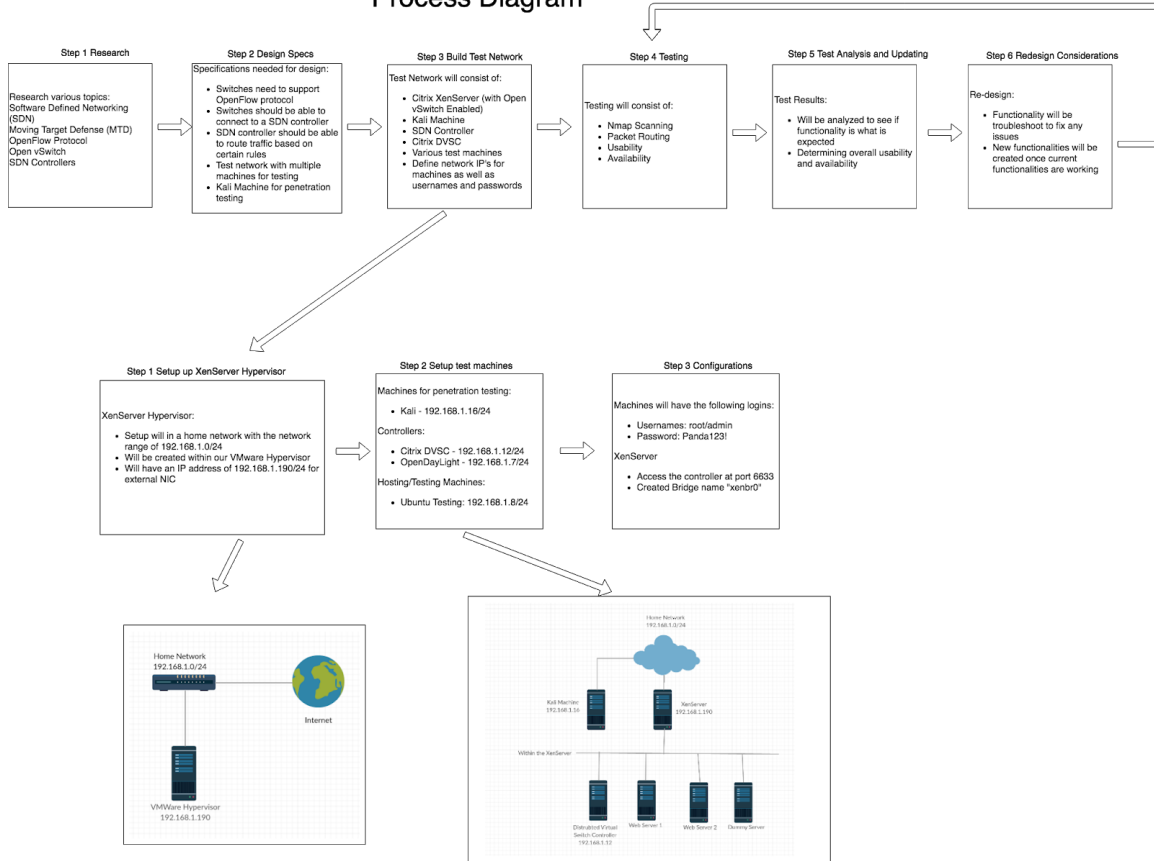 Process Diagram
Step 1 Research
Research various topics:
Software Defined Networking
(SDN)
Moving Target Defense (MTD)
OpenFlow Protocol
Open vSwitch
SDN Controllers
Step 2 Design Specs
Specifications needed for design:
• Switches need to support
OpenFlow protocol
• Switches should be able to
connect to a SDN controller
• SDN controller should be able
to route traffic based on
certain rules
• Test network with multiple
machines for testing
• Kali Machine for penetration
testing
Step 3 Build Test Network
Test Network will consist of:
• Citrix XenServer (with Open
vSwitch Enabled)
• Kali Machine
• SDN Controller
• Citrix DVSC
• Various test machines
• Define network IP's for
machines as well as
usernames and passwords
Step 4 Testing
Testing will consist of:
• Nmap Scanning
• Packet Routing
• Usability
• Availability
Step 5 Test Analysis and Updating
Test Results:
• Will be analyzed to see if
functionality is what is
expected
• Determining overall usability
and availability
Step 6 Redesign Considerations
Re-design:
• Functionality will be
troubleshoot to fix any
issues
• New functionalities will be
created once current
functionalities are working
Step 1 Setup up XenServer Hypervisor
XenServer Hypervisor:
• Setup will in a home network with the network
range of 192.168.1.0/24
• Will be created within our VMware Hypervisor
• Will have an IP address of 192.168.1.190/24 for
external NIC
Step 2 Setup test machines
Machines for penetration testing:
• Kali - 192.168.1.16/24
Controllers:
• Citrix DVSC - 192.168.1.12/24
• OpenDayLight - 192.168.1.7/24
Hosting/Testing Machines:
• Ubuntu Testing: 192.168.1.8/24
Step 3 Configurations
Machines will have the following logins:
• Usernames: root/admin
• Password: Panda123!
XenServer
• Access the controller at port 6633
• Created Bridge name "xenbr0"
Home Network
192.168.1.0/24
Internet
VMWare Hypervisor
192.168.1.190
Home Network
192.168.1.0/24
Kali Machine
192.168.1.16
XenServer
192.168.1.190
Within the XenServer
Distrubted Virtual
Switch Controller
192.168.1.12
Web Server 1
Web Server 2
Dummy Server